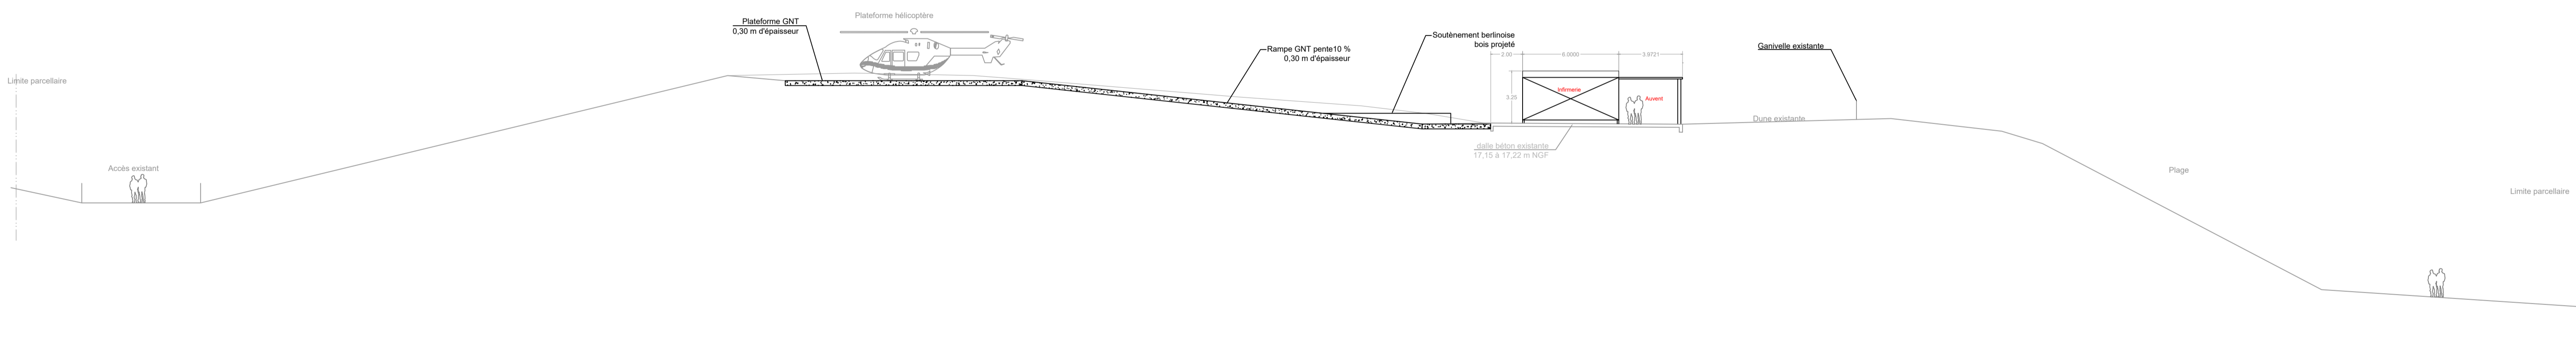 Limite parcellaire
Accès existant
Plateforme GNT
0,30 m d'épaisseur
Plateforme hélicoptère
Rampe GNT pente10 %
0,30 m d'épaisseur
Soutènement berlinoise
bois projeté
2.00
6.0000
3.9721
3.25
Infirmerie
Auvent
dalle béton existante
17,15 à 17,22 m NGF
Ganivelle existante
Dune existante
Plage
Limite parcellaire